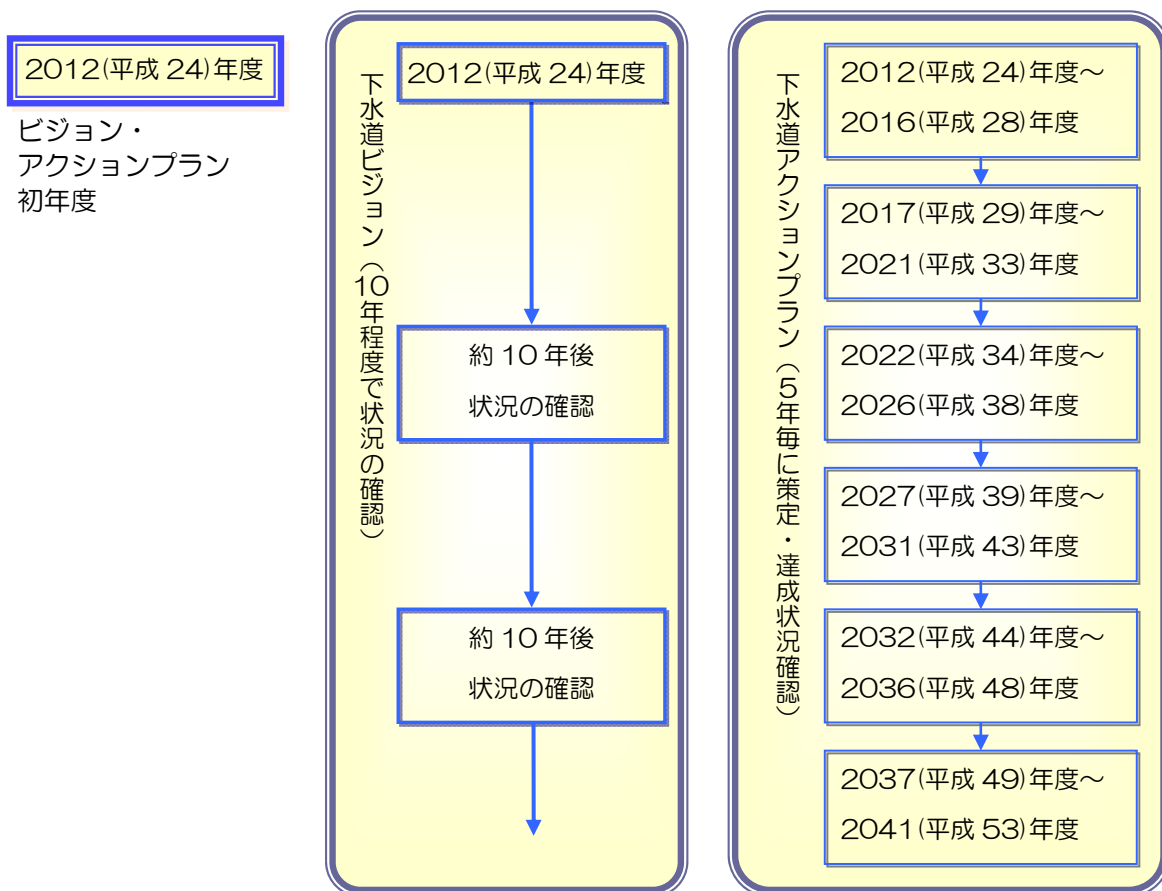 2012(平成 24)年度
ビジョン・
アクションプラン
初年度
下水道ビジョン（10年程度で状況の確認）
2012(平成 24)年度
約 10 年後
状況の確認
約 10 年後
状況の確認
下水道アクションプラン（5年毎に策定・達成状況確認）
2012(平成 24)年度～
2016(平成 28)年度
2017(平成 29)年度～
2021(平成 33)年度
2022(平成 34)年度～
2026(平成 38)年度
2027(平成 39)年度～
2031(平成 43)年度
2032(平成 44)年度～
2036(平成 48)年度
2037(平成 49)年度～
2041(平成 53)年度